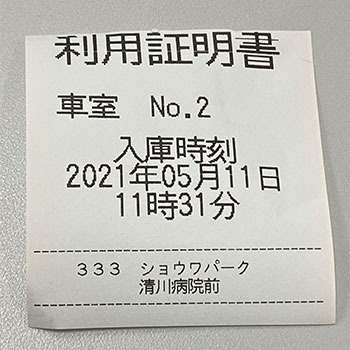 利用証明書
車室 No.2
入庫時刻
2021年05月11日
11時31分
333 ショウワパーク
清川病院前